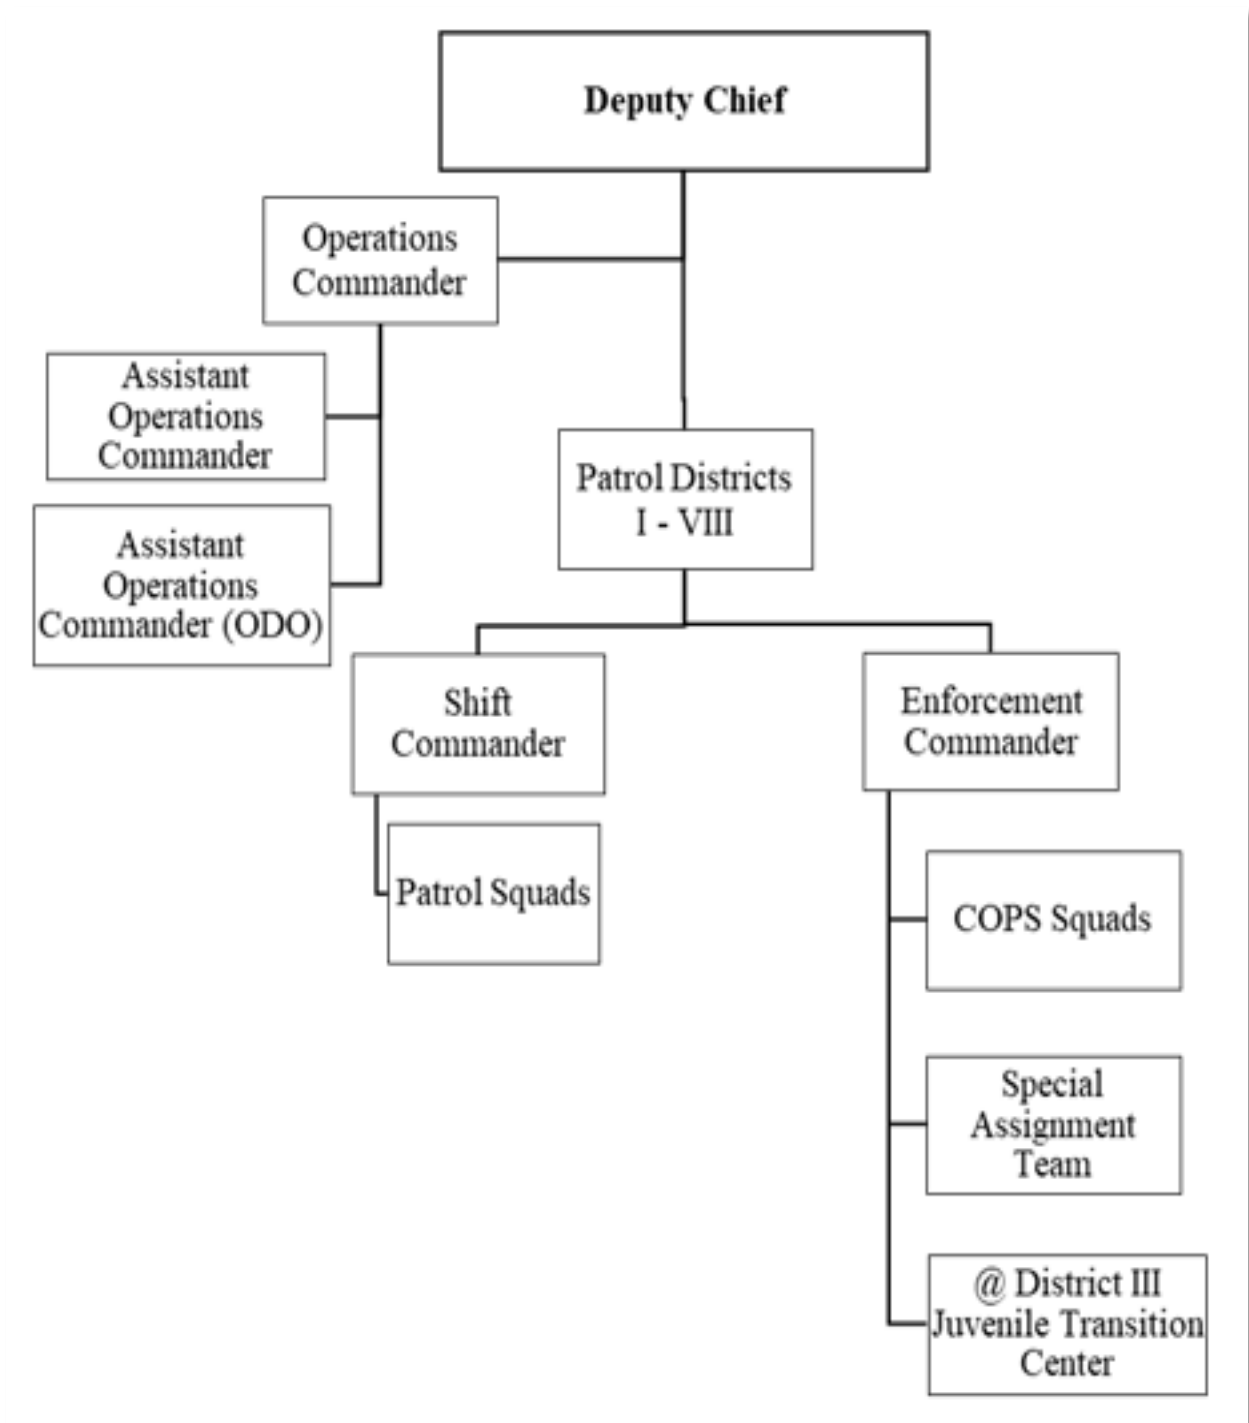 Deputy Chief
Operations
Commander
Assistant
Operations
Commander
Assistant
Operations
Commander (ODO)
Patrol Districts
I - VIII
Shift
Commander
Patrol Squads
Enforcement
Commander
COPS Squads
Special
Assignment
Team
@ District III
Juvenile Transition
Center